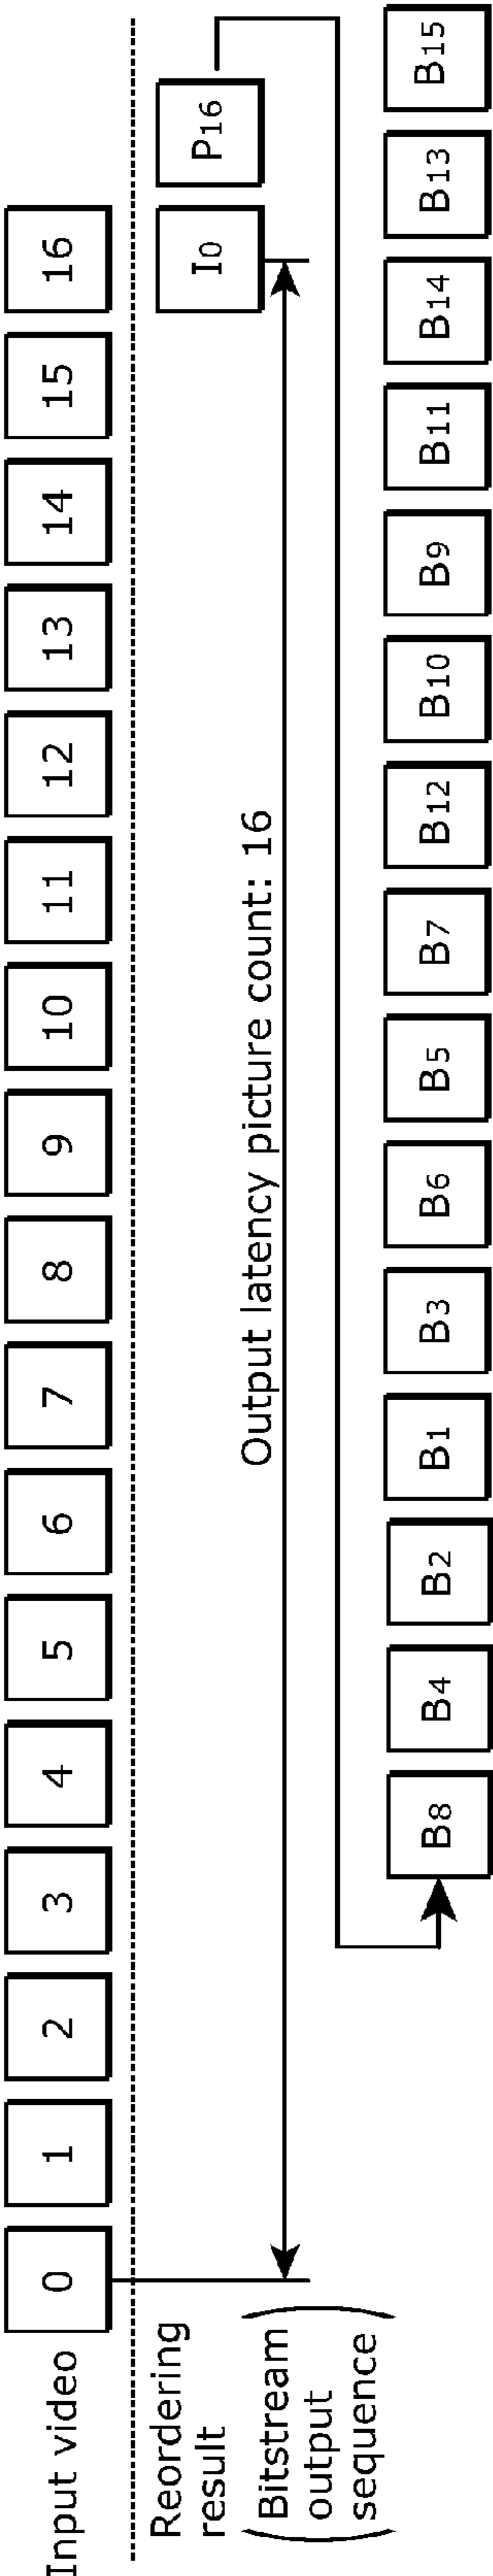 Input video 0 1 2 3 4 5 6 7 8 9 10 11 12 13 14 15 16
Reordering
result
I0 P16
Output latency picture count: 16
(Bitstream
output
sequence)
B8 B4 B2 B1 B3 B6 B5 B7 B12 B10 B9 B11 B14 B13 B15